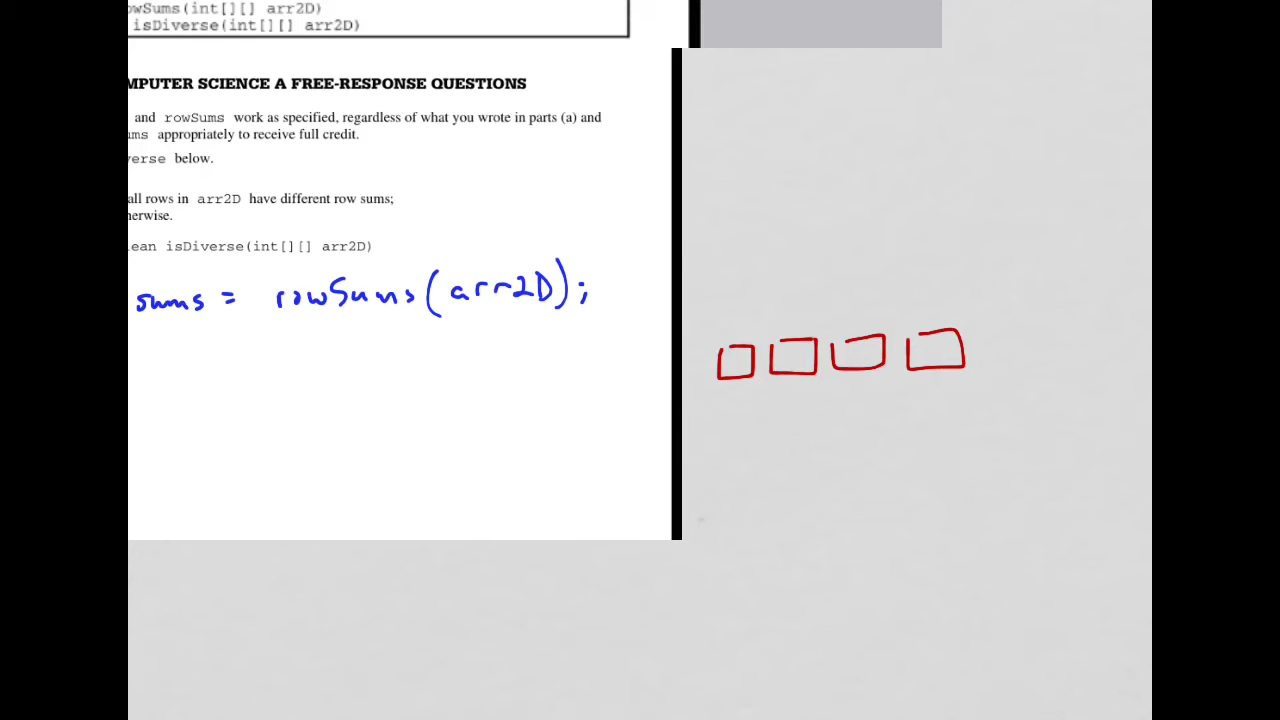 owSums(int[][] arr2D)
isDiverse(int[][] arr2D)
MPUTER SCIENCE A FREE-RESPONSE QUESTIONS
and rowSums work as specified, regardless of what you wrote in parts (a) and
ums appropriately to receive full credit.
verse below.
all rows in arr2D have different row sums;
herwise.
lean isDiverse(int[][] arr2D)
sums = rowSums(arr2D);